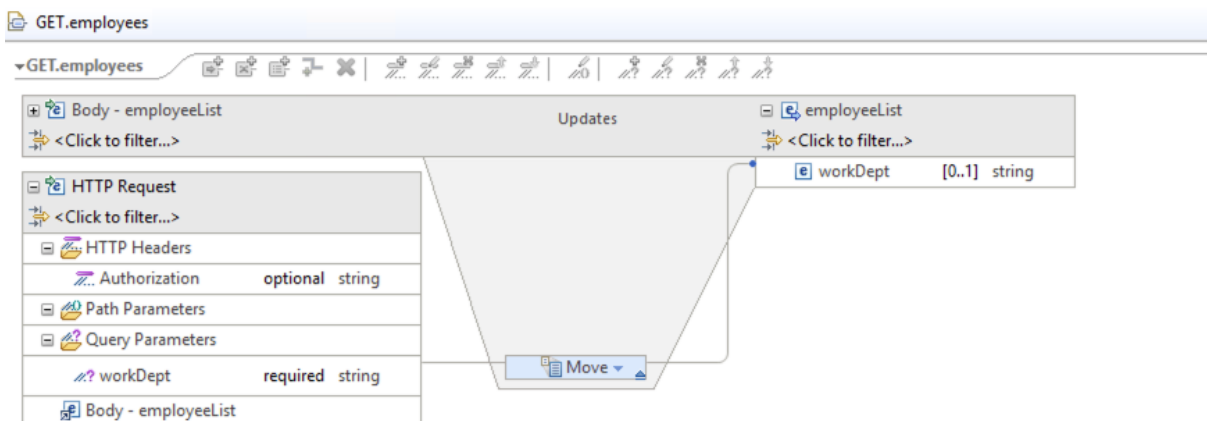 GET.employees
GET.employees
Body - employeeList
<Click to filter...>
Updates
employeeList
<Click to filter...>
workDept [0..1] string
HTTP Request
<Click to filter...>
HTTP Headers
Authorization optional string
Path Parameters
Query Parameters
workDept required string
Move
Body - employeeList